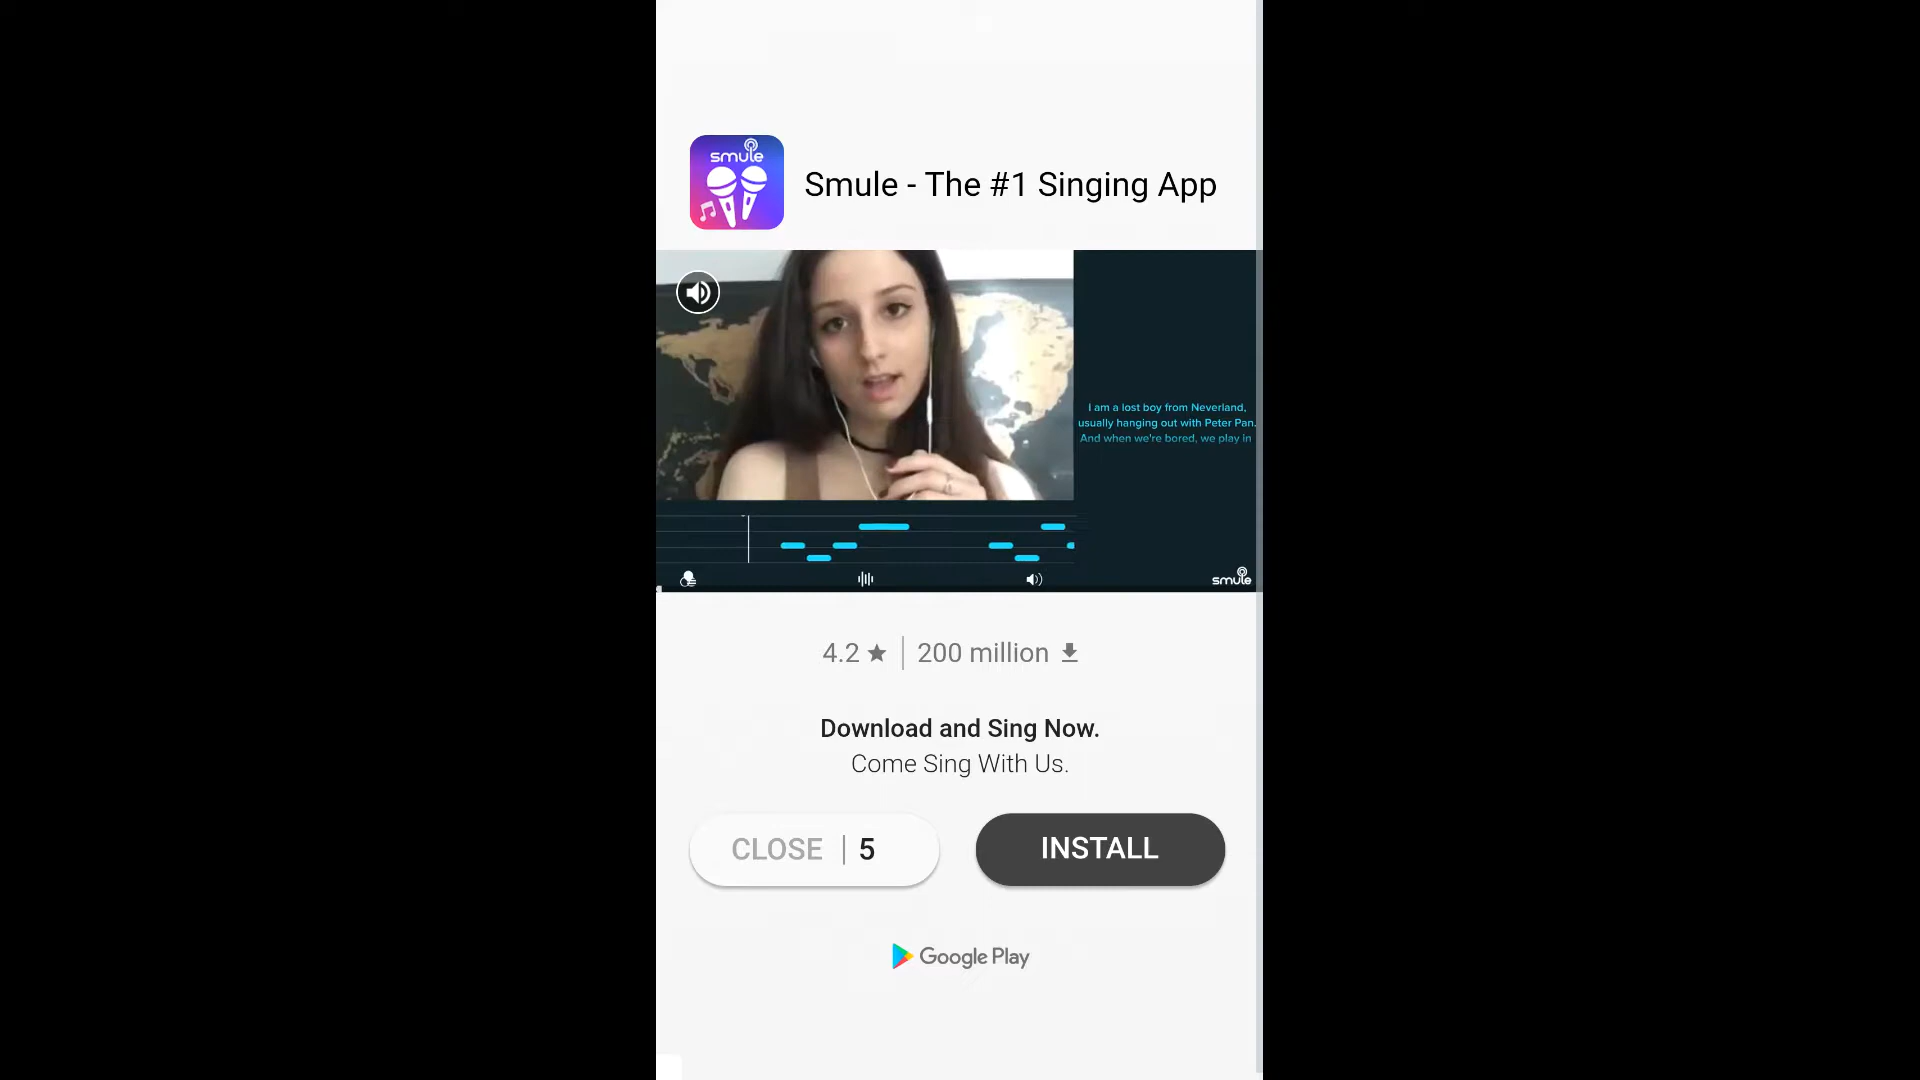 smule
Smule - The #1 Singing App
I am a lost boy from Neverland,
usually hanging out with Peter Pan.
And when we're bored, we play in
smule
4.2 ★ | 200 million
Download and Sing Now.
Come Sing With Us.
CLOSE | 5
INSTALL
Google Play